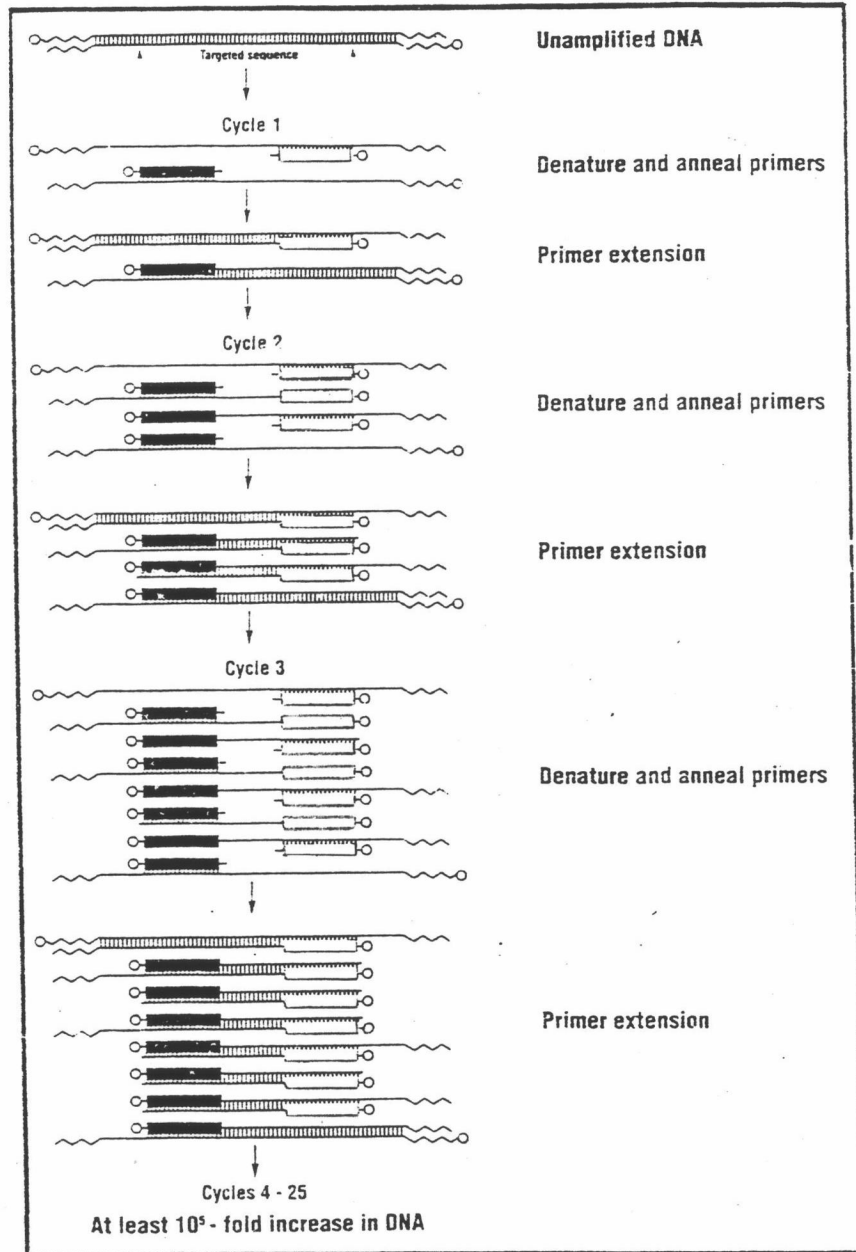 Unamplified DNA
Targeted sequence
Cycle 1
Denature and anneal primers
Primer extension
Cycle 2
Denature and anneal primers
Primer extension
Cycle 3
Denature and anneal primers
Primer extension
Cycles 4 - 25
At least 10⁵ - fold increase in DNA